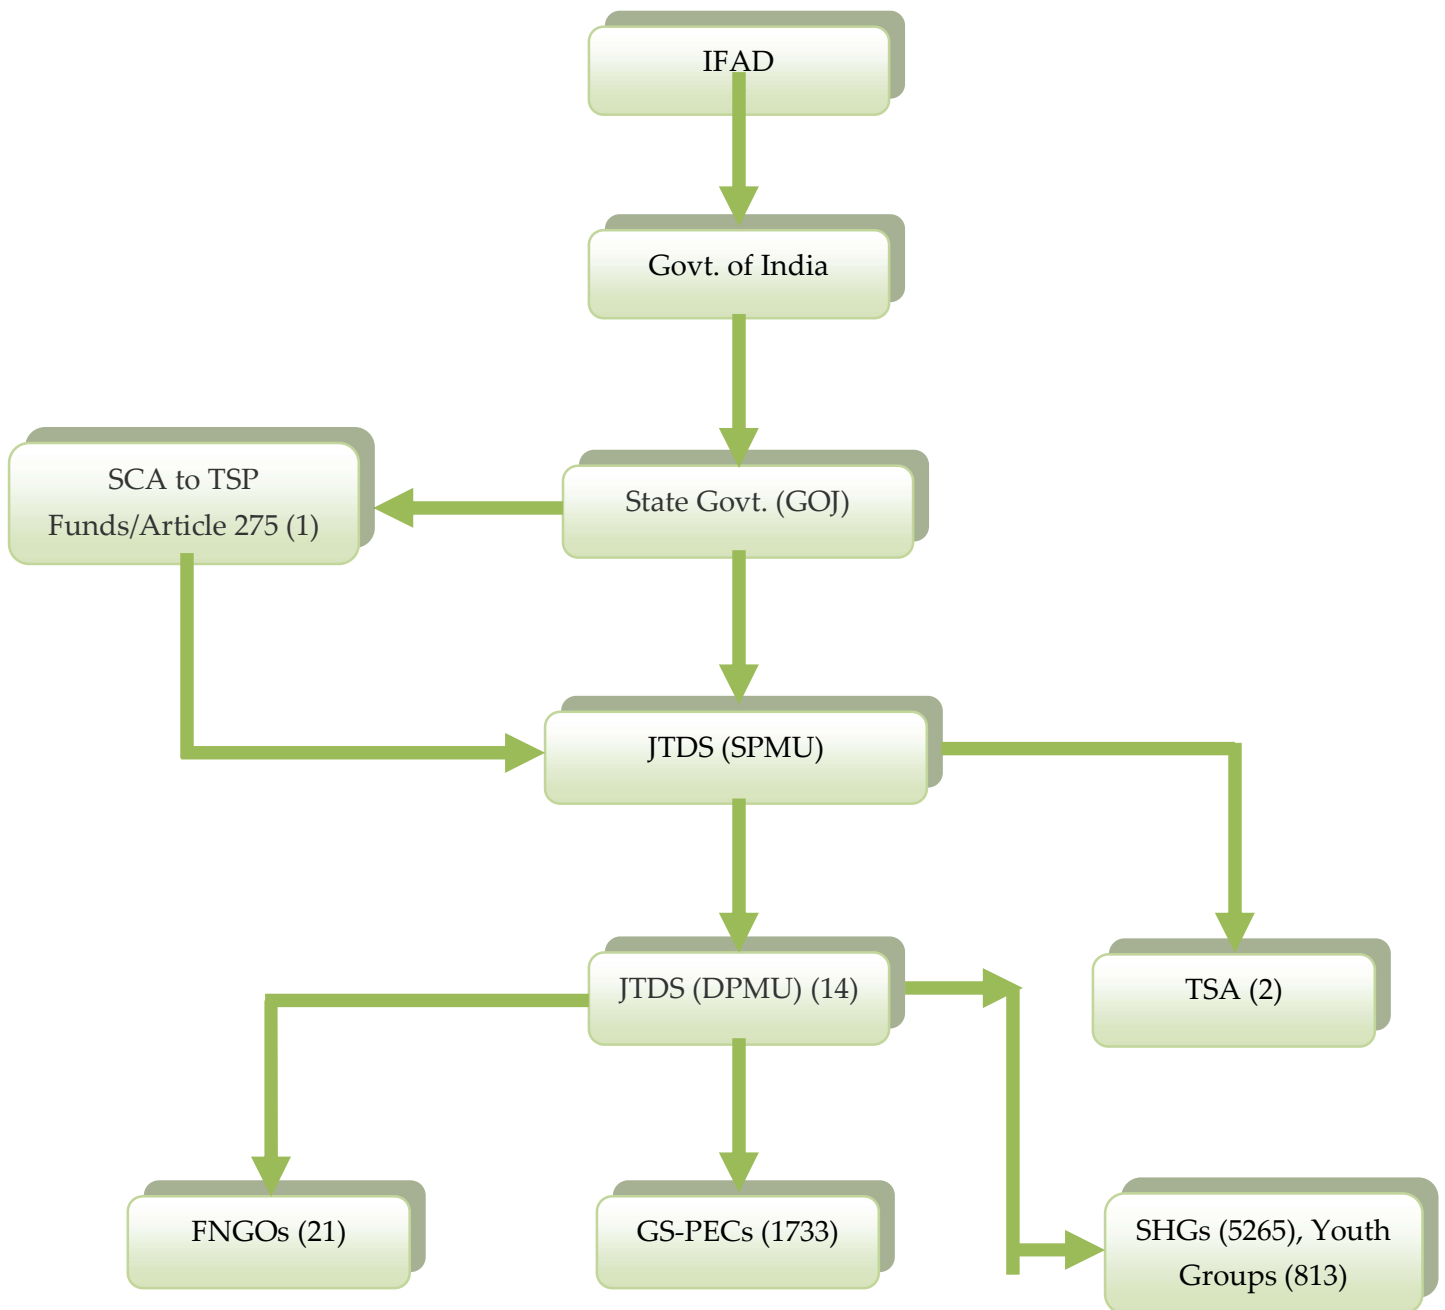 IFAD
Govt. of India
SCA to TSP
Funds/Article 275 (1)
State Govt. (GOJ)
JTDS (SPMU)
JTDS (DPMU) (14)
TSA (2)
FNGOs (21)
GS-PECs (1733)
SHGs (5265), Youth
Groups (813)